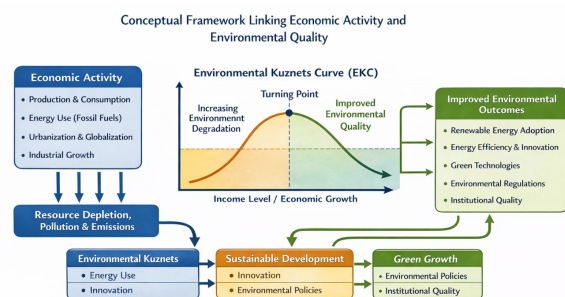 Conceptual Framework Linking Economic Activity and
Environmental Quality
Economic Activity
• Production & Consumption
• Energy Use (Fossil Fuels)
• Urbanization & Globalization
• Industrial Growth
Resource Depletion,
Pollution & Emissions
Environmental Kuznets Curve (EKC)
Turning Point
Increasing
Environnent
Degradation
Improved
Environmental
Quality
Income Level / Economic Growth
Improved Environmental
Outcomes
• Renewable Energy Adoption
• Energy Efficiency & Innovation
• Green Technologies
• Environmental Regulations
• Institutional Quality
Environmental Kuznets
• Energy Use
• Innovation
Sustainable Development
• Innovation
• Environmental Policies
Green Growth
• Environmental Policies
• Institutional Quality